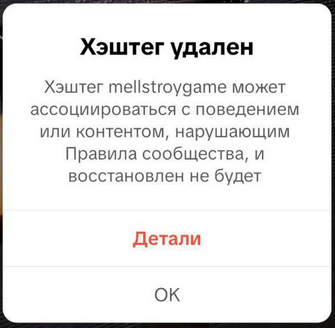 Хэштег удален
Хэштег mellstroygame может
ассоциироваться с поведением
или контентом, нарушающим
Правила сообщества, и
восстановлен не будет
Детали
OK